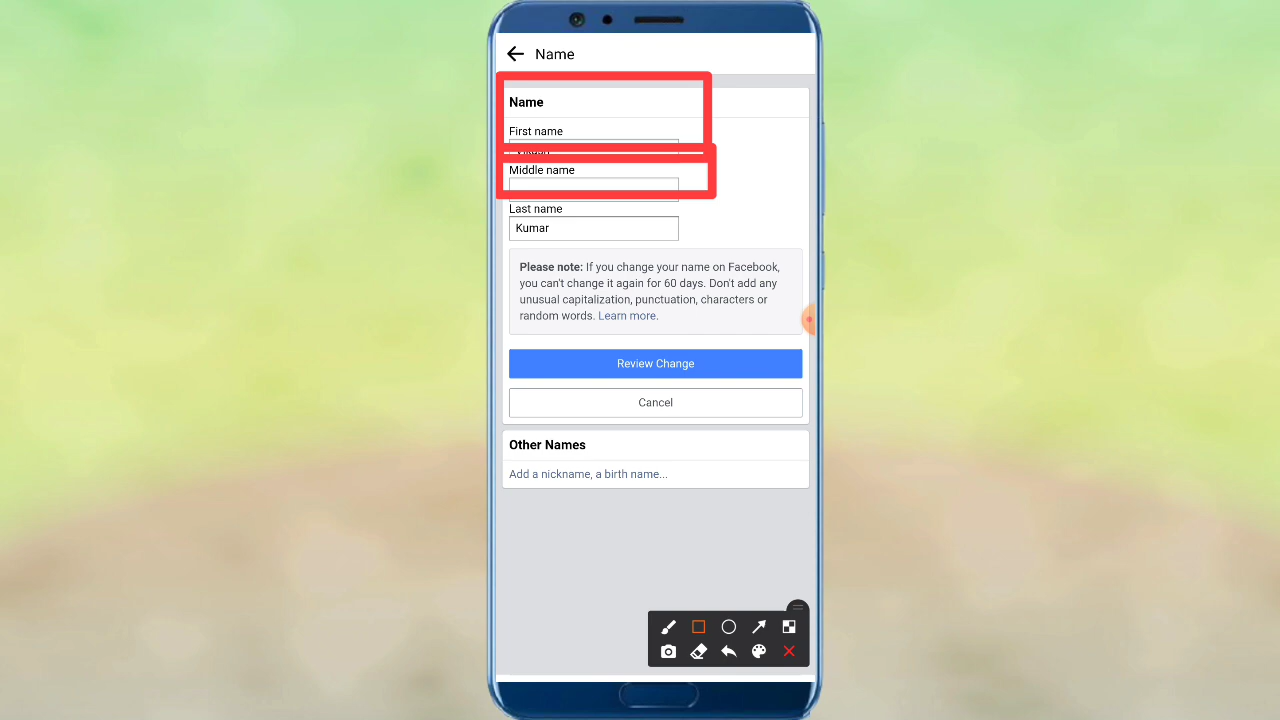 Name
Name
First name
Middle name
Last name
Kumar
Please note: If you change your name on Facebook,
you can't change it again for 60 days. Don't add any
unusual capitalization, punctuation, characters or
random words. Learn more.
Review Change
Cancel
Other Names
Add a nickname, a birth name...